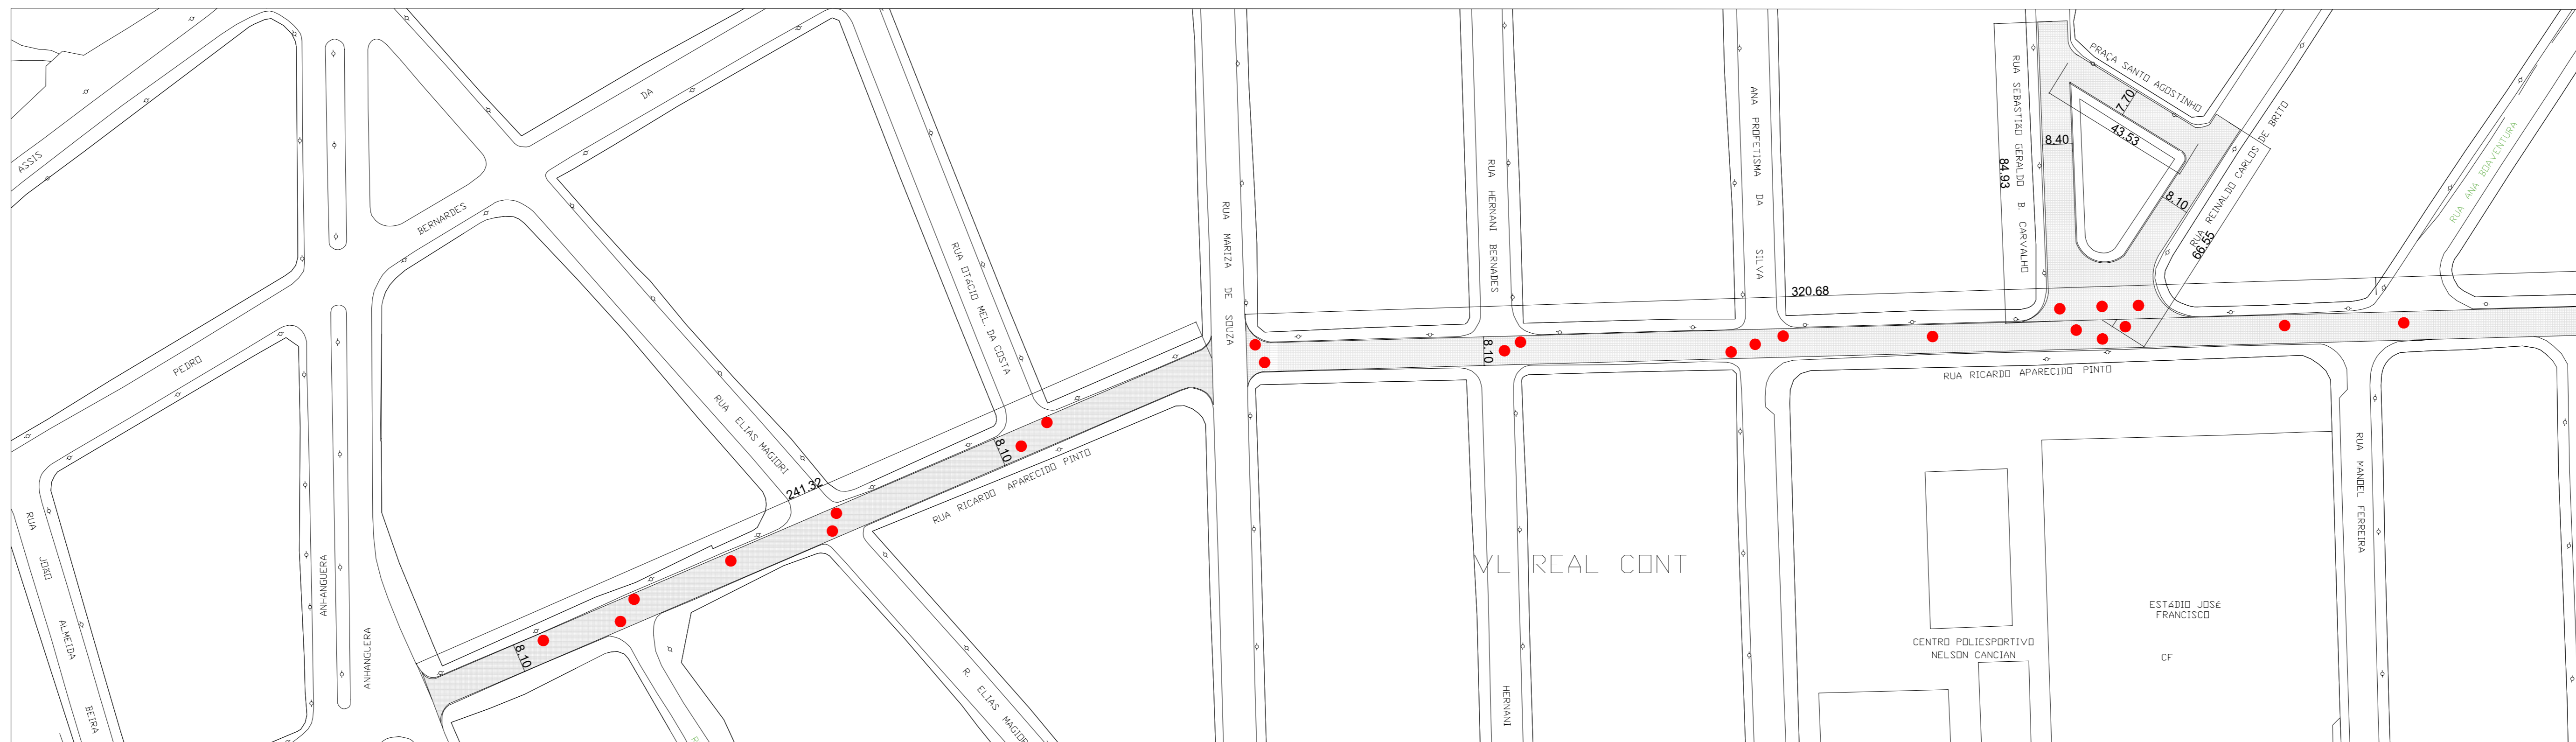 ASSIS
DA
BERNARDES
PEDRO
RUA
JOÃO
ALMEIDA
BEIRA
ANHANGUERA
ANHANGUERA
RUA ELIAS MAGIORI
241.32
8.10
8.10
RUA OTÁCIO MEL. DA COSTA
RUA RICARDO APARECIDO PINTO
R. ELIAS MAGIORI
R
RUA MARIZA DE SOUZA
RUA HERNANI BERNADES
8.10
HERNANI
VL REAL CONT
ANA PROFETISMA DA SILVA
320.68
RUA SEBASTIAO GERALDO B. CARVALHO
84.93
8.40
PRAÇA SANTO AGOSTINHO
7.70
43.53
8.10
RUA REINALDO CARLOS DE BRITO
66.55
RUA ANA BOAVENTURA
RUA RICARDO APARECIDO PINTO
RUA MANOEL FERREIRA
ESTÁDIO JOSÉ
FRANCISCO
CENTRO POLIESPORTIVO
NELSON CANCIAN
CF